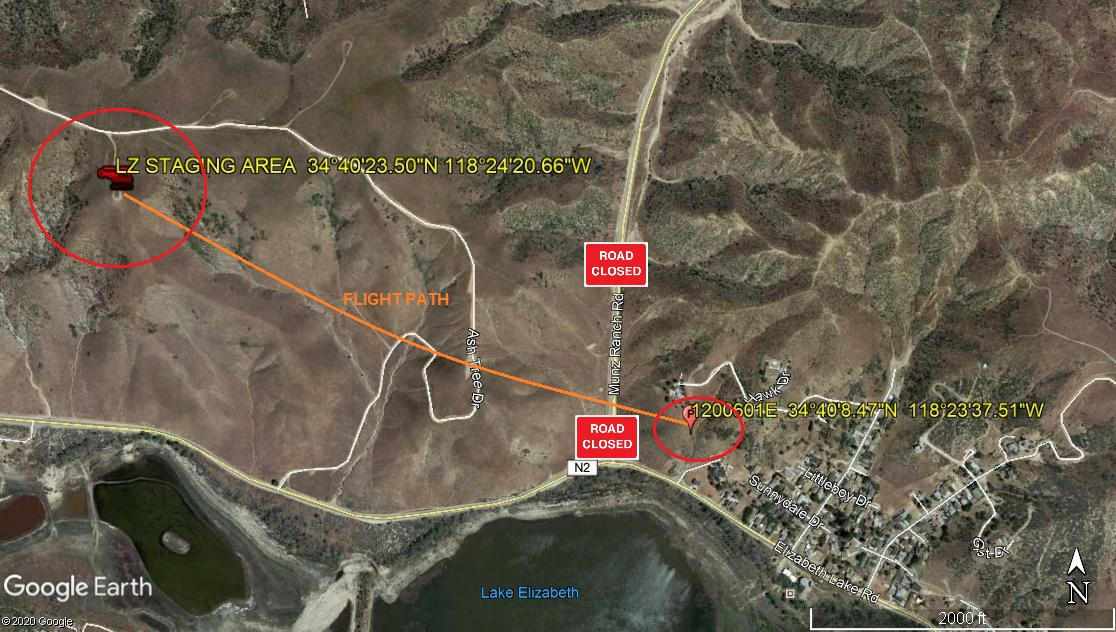 LZ STAGING AREA 34°40'23.50"N 118°24'20.66"W
ROAD
CLOSED
FLIGHT PATH
Munz Ranch Rd
Ash Tree Dr
Hawk Dr
1200601E 34°40'8.47"N 118°23'37.51"W
ROAD
CLOSED
N2
Littleboy Dr
Sunnydale Dr
Elizabeth Lake Rd
Lake Elizabeth
Google Earth
©2020 Google
N
2000 ft